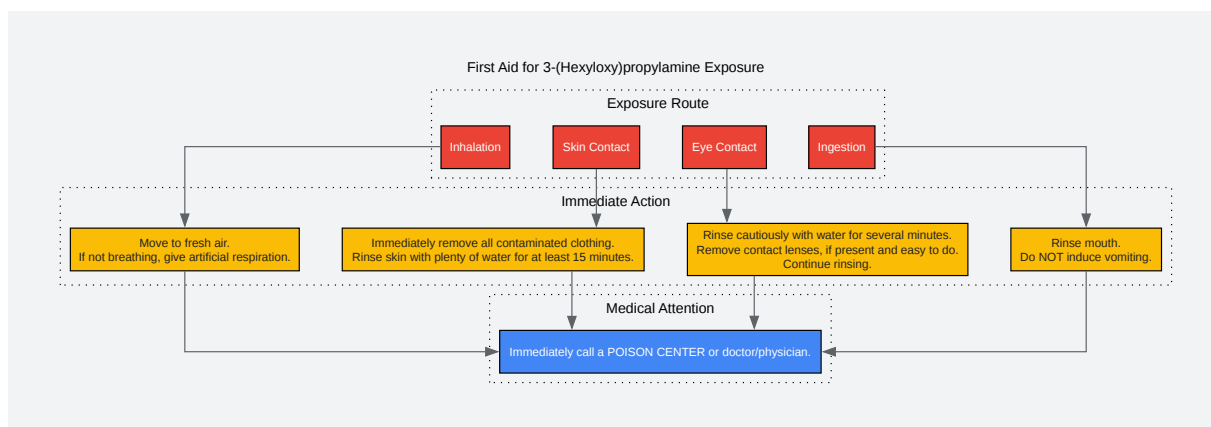 First Aid for 3-(Hexyloxy)propylamine Exposure
Exposure Route
Inhalation
Skin Contact
Eye Contact
Ingestion
Immediate Action
Move to fresh air.
If not breathing, give artificial respiration.
Immediately remove all contaminated clothing.
Rinse skin with plenty of water for at least 15 minutes.
Rinse cautiously with water for several minutes.
Remove contact lenses, if present and easy to do.
Continue rinsing.
Rinse mouth.
Do NOT induce vomiting.
Medical Attention
Immediately call a POISON CENTER or doctor/physician.